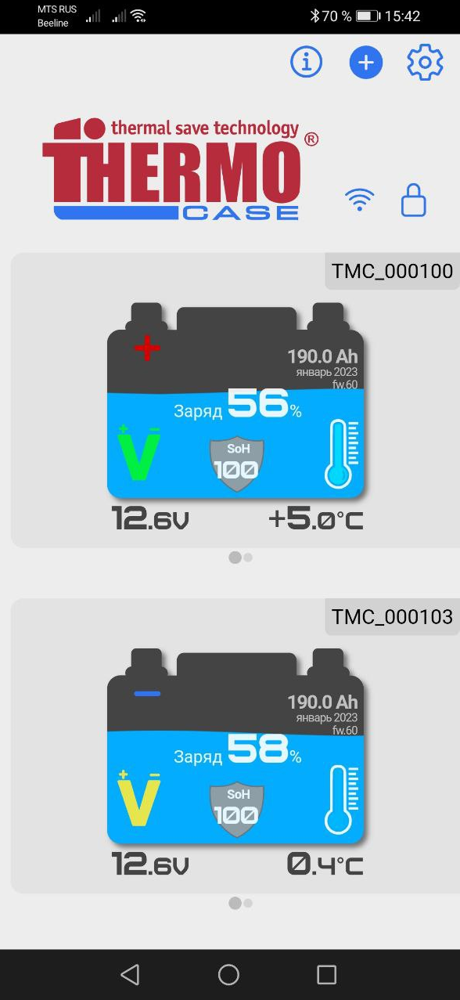 MTS RUS
Beeline
70 % 15:42
thermal save technology
THERMO®
CASE
TMC_000100
+
190.0 Ah
январь 2023
fw.60
Заряд 56%
+ −
V
SoH
100
12.6V +5.0°C
TMC_000103
−
190.0 Ah
январь 2023
fw.60
Заряд 58%
+ −
V
SoH
100
12.6V 0.4°C